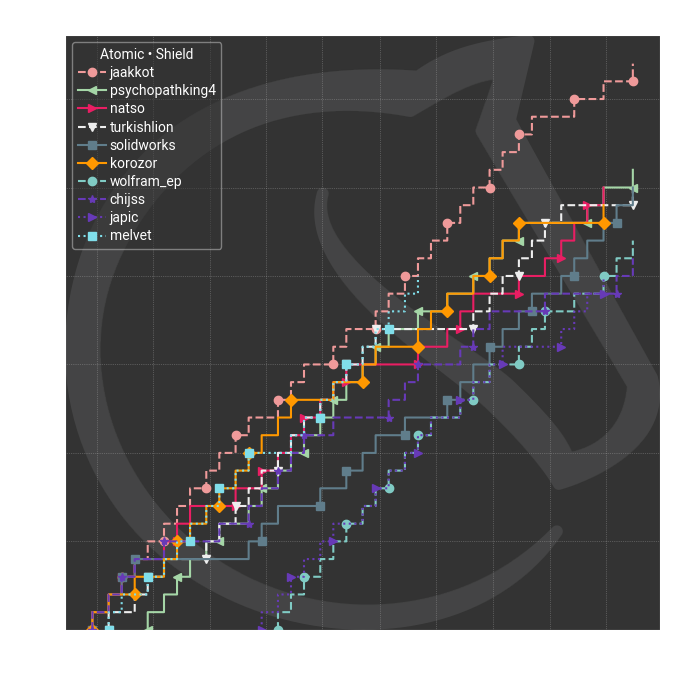 Atomic • Shield
jaakkot
psychopathking4
natso
turkishlion
solidworks
korozor
wolfram_ep
chijss
japic
melvet